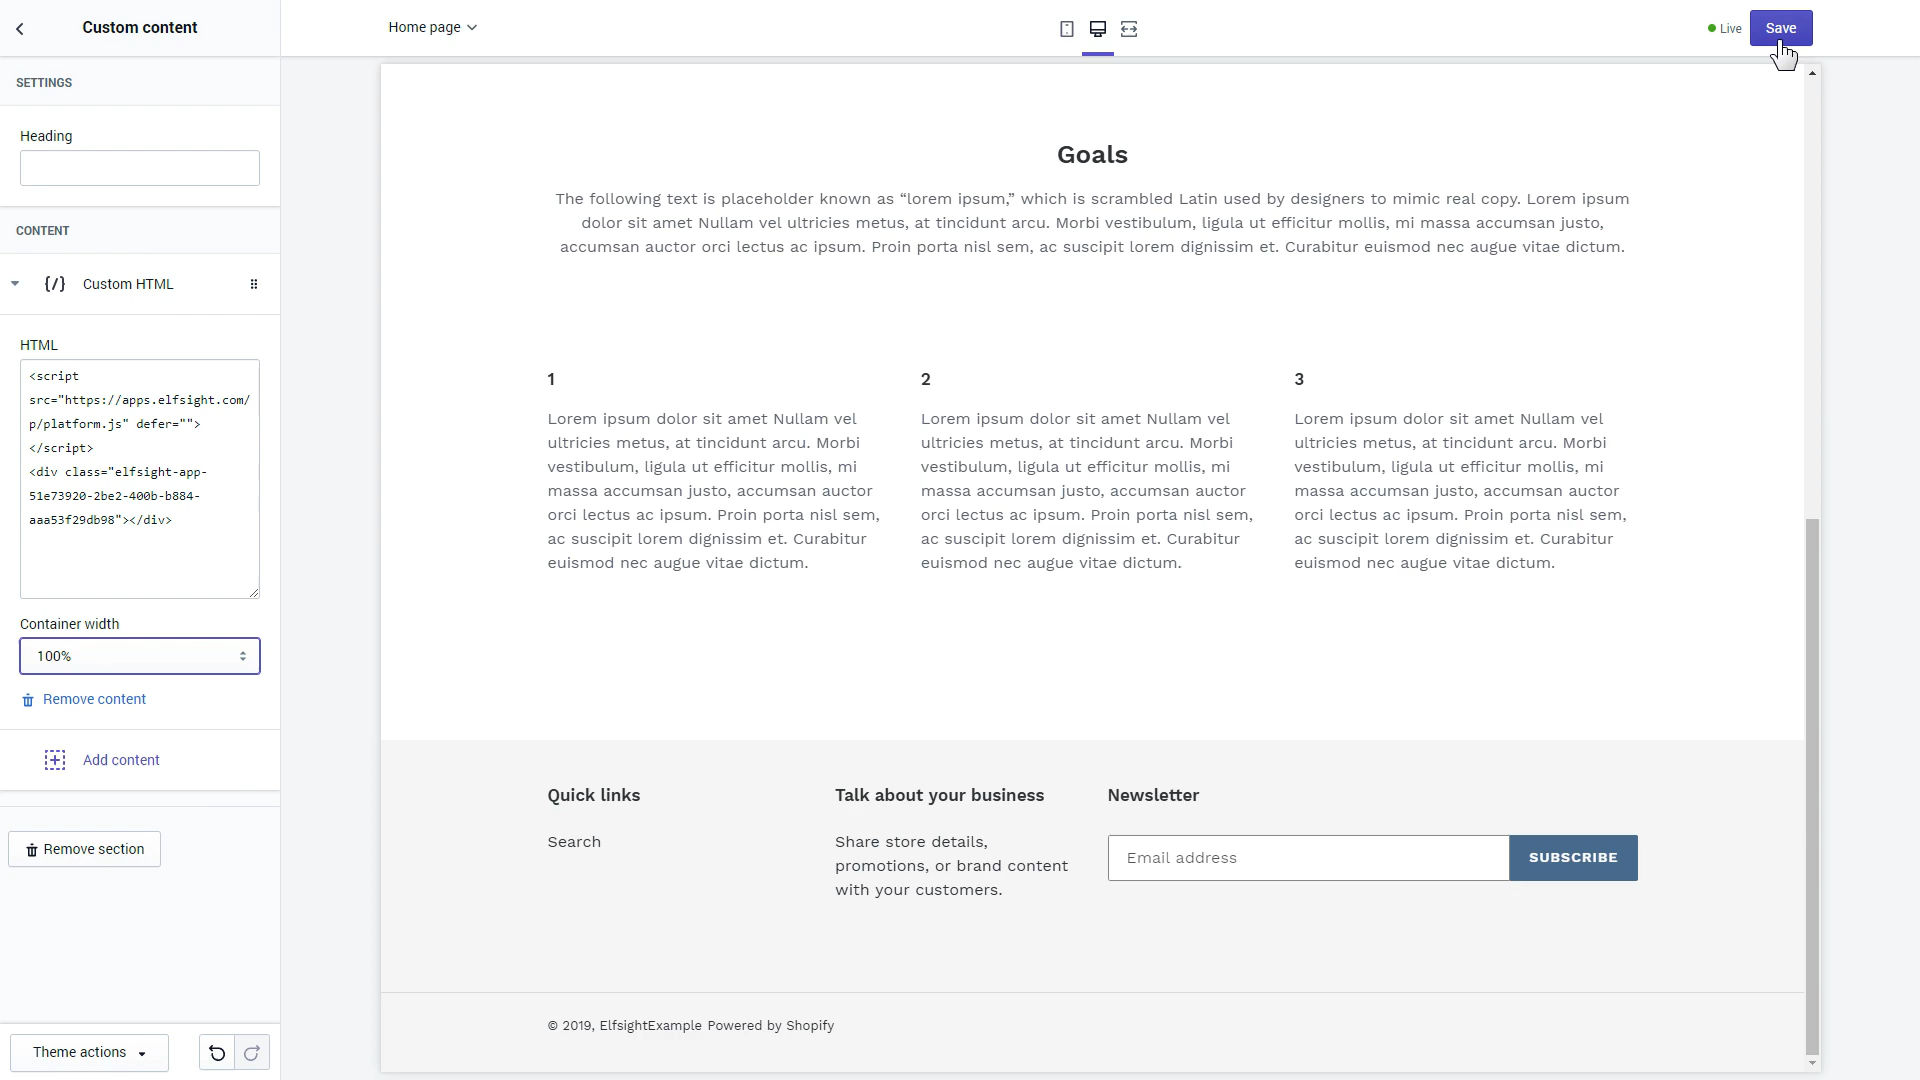 Custom content
Home page
Live
Save
SETTINGS
Heading
CONTENT
{/} Custom HTML
HTML
<script
src="https://apps.elfsight.com/
p/platform.js" defer="">
</script>
<div class="elfsight-app-
51e73920-2be2-400b-b884-
aaa53f29db98"></div>
Container width
100%
Remove content
Add content
Remove section
Theme actions
Goals
The following text is placeholder known as “lorem ipsum,” which is scrambled Latin used by designers to mimic real copy. Lorem ipsum
dolor sit amet Nullam vel ultricies metus, at tincidunt arcu. Morbi vestibulum, ligula ut efficitur mollis, mi massa accumsan justo,
accumsan auctor orci lectus ac ipsum. Proin porta nisl sem, ac suscipit lorem dignissim et. Curabitur euismod nec augue vitae dictum.
1
Lorem ipsum dolor sit amet Nullam vel
ultricies metus, at tincidunt arcu. Morbi
vestibulum, ligula ut efficitur mollis, mi
massa accumsan justo, accumsan auctor
orci lectus ac ipsum. Proin porta nisl sem,
ac suscipit lorem dignissim et. Curabitur
euismod nec augue vitae dictum.
2
Lorem ipsum dolor sit amet Nullam vel
ultricies metus, at tincidunt arcu. Morbi
vestibulum, ligula ut efficitur mollis, mi
massa accumsan justo, accumsan auctor
orci lectus ac ipsum. Proin porta nisl sem,
ac suscipit lorem dignissim et. Curabitur
euismod nec augue vitae dictum.
3
Lorem ipsum dolor sit amet Nullam vel
ultricies metus, at tincidunt arcu. Morbi
vestibulum, ligula ut efficitur mollis, mi
massa accumsan justo, accumsan auctor
orci lectus ac ipsum. Proin porta nisl sem,
ac suscipit lorem dignissim et. Curabitur
euismod nec augue vitae dictum.
Quick links
Search
Talk about your business
Share store details,
promotions, or brand content
with your customers.
Newsletter
Email address
SUBSCRIBE
© 2019, ElfsightExample Powered by Shopify